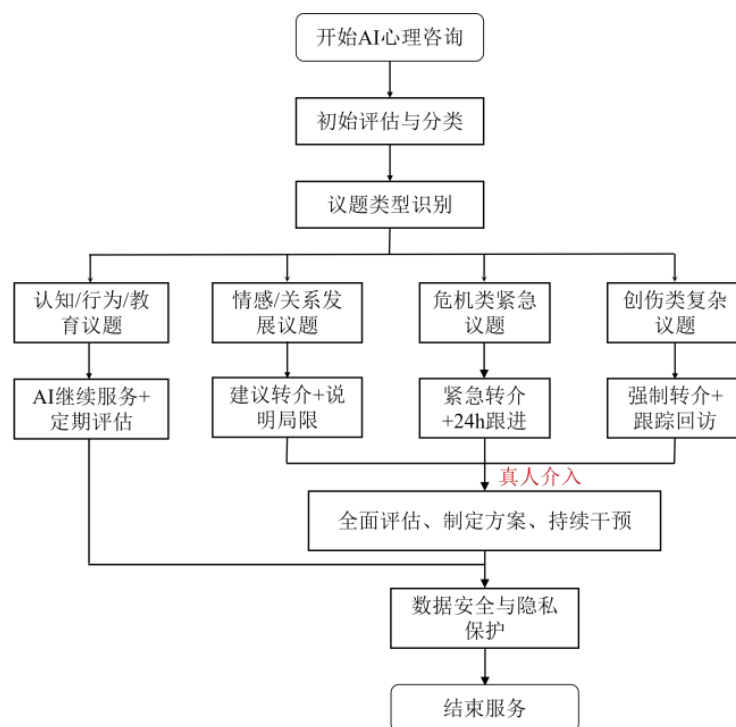 开始AI心理咨询
初始评估与分类
议题类型识别
认知/行为/教
育议题
情感/关系发
展议题
危机类紧急
议题
创伤类复杂
议题
AI继续服务+
定期评估
建议转介+说
明局限
紧急转介
+24h跟进
强制转介+
跟踪回访
真人介入
全面评估、制定方案、持续干预
数据安全与隐私
保护
结束服务